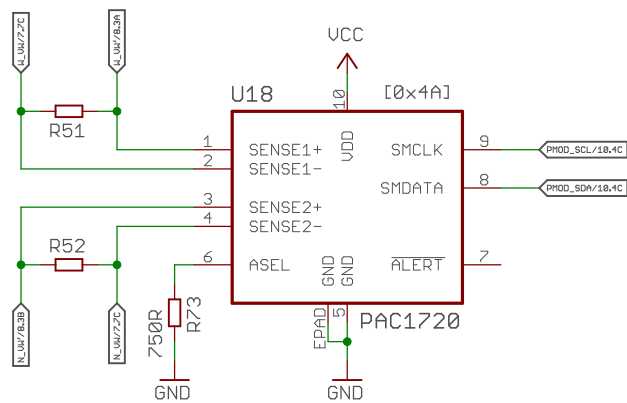 W_VW/7.7C
W_VW'/8.3A
VCC
U18
[0x4A]
10
VDD
R51
1
SENSE1+
2
SENSE1-
3
SENSE2+
4
SENSE2-
6
ASEL
9
SMCLK
PMOD_SCL/10.4C
8
SMDATA
PMOD_SDA/10.4C
7
ALERT
GND
GND
R52
N_VW'/8.3B
N_VW/7.7C
750R
R73
EPAD
5
PAC1720
GND
GND